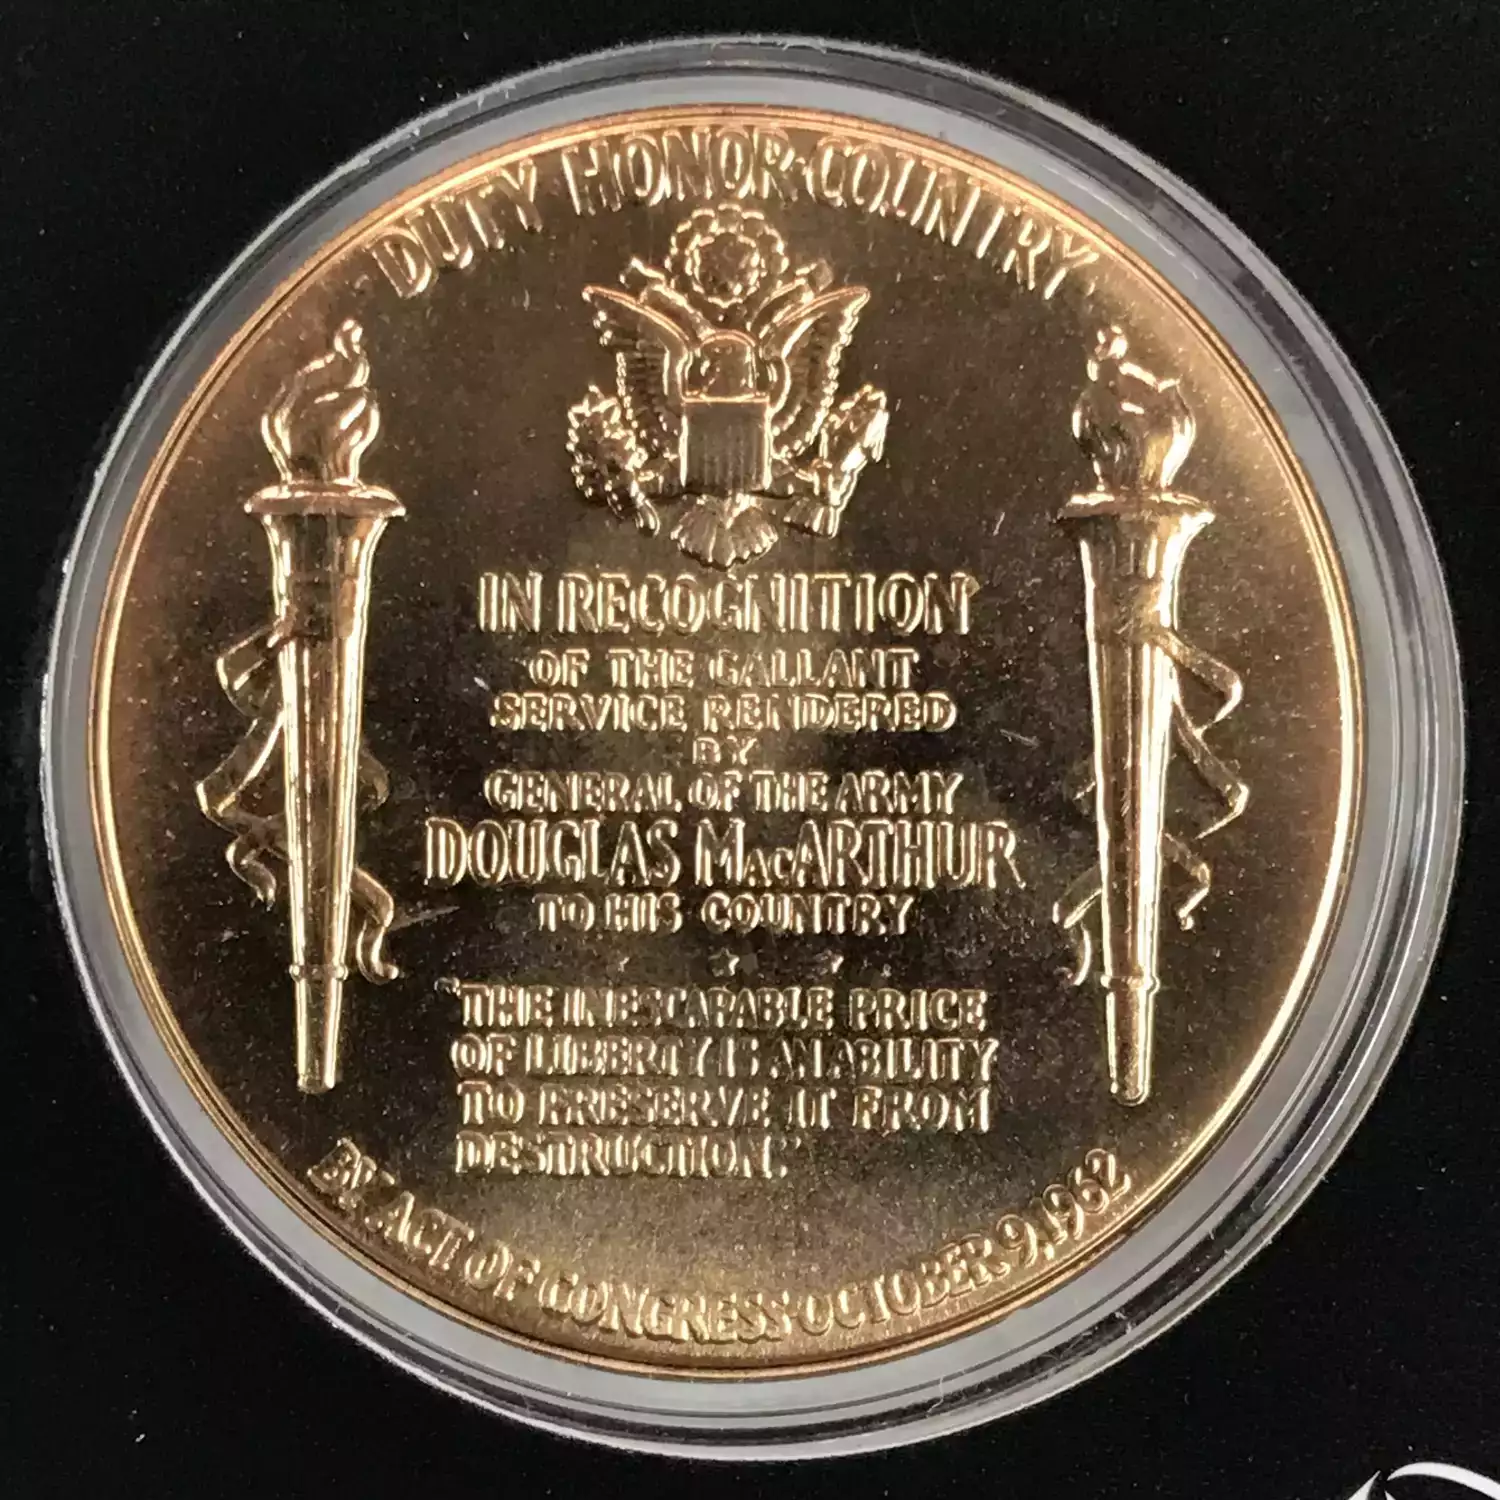 DUTY HONOR·COUNTRY
IN RECOGNITION
OF THE GALLANT
SERVICE RENDERED
BY
GENERAL OF THE ARMY
DOUGLAS MACARTHUR
TO HIS COUNTRY
"THE INESCAPABLE PRICE
OF LIBERTY IS AN ABILITY
TO PRESERVE IT FROM
DESTRUCTION."
BY ACT OF CONGRESS·OCTOBER 9, 1962